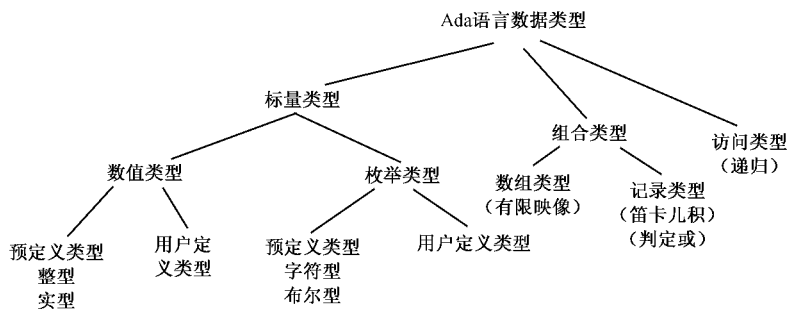 Ada语言数据类型
标量类型
组合类型
访问类型
（递归）
数值类型
枚举类型
数组类型
（有限映像）
记录类型
（笛卡儿积）
（判定或）
预定义类型
整型
实型
用户定
义类型
预定义类型
字符型
布尔型
用户定义类型